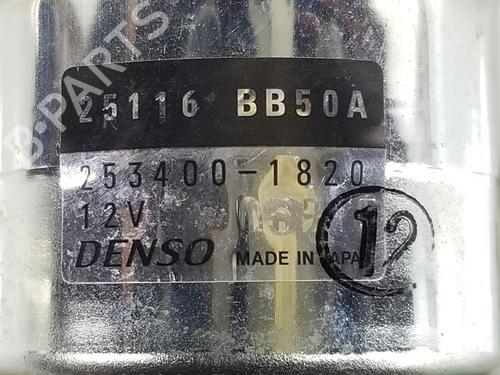 25116 BB50A
253400-1820
12V
DENSO MADE IN JAPAN
12
B-PARTS